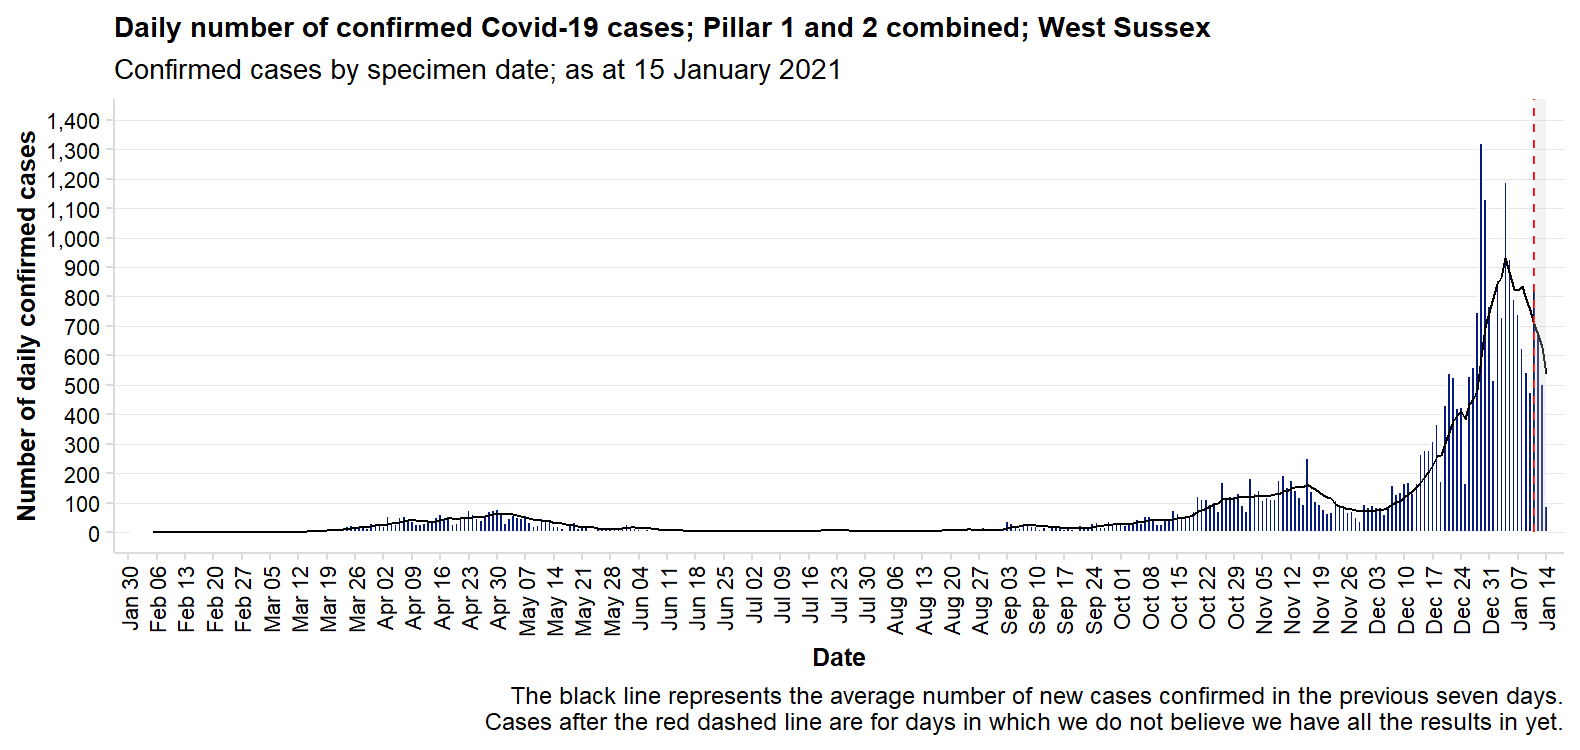 Daily number of confirmed Covid-19 cases; Pillar 1 and 2 combined; West Sussex
Confirmed cases by specimen date; as at 15 January 2021
Number of daily confirmed cases
1,400
1,300
1,200
1,100
1,000
900
800
700
600
500
400
300
200
100
0
Jan 30
Feb 06
Feb 13
Feb 20
Feb 27
Mar 05
Mar 12
Mar 19
Mar 26
Apr 02
Apr 09
Apr 16
Apr 23
Apr 30
May 07
May 14
May 21
May 28
Jun 04
Jun 11
Jun 18
Jun 25
Jul 02
Jul 09
Jul 16
Jul 23
Jul 30
Aug 06
Aug 13
Aug 20
Aug 27
Sep 03
Sep 10
Sep 17
Sep 24
Oct 01
Oct 08
Oct 15
Oct 22
Oct 29
Nov 05
Nov 12
Nov 19
Nov 26
Dec 03
Dec 10
Dec 17
Dec 24
Dec 31
Jan 07
Jan 14
Date
The black line represents the average number of new cases confirmed in the previous seven days.
Cases after the red dashed line are for days in which we do not believe we have all the results in yet.